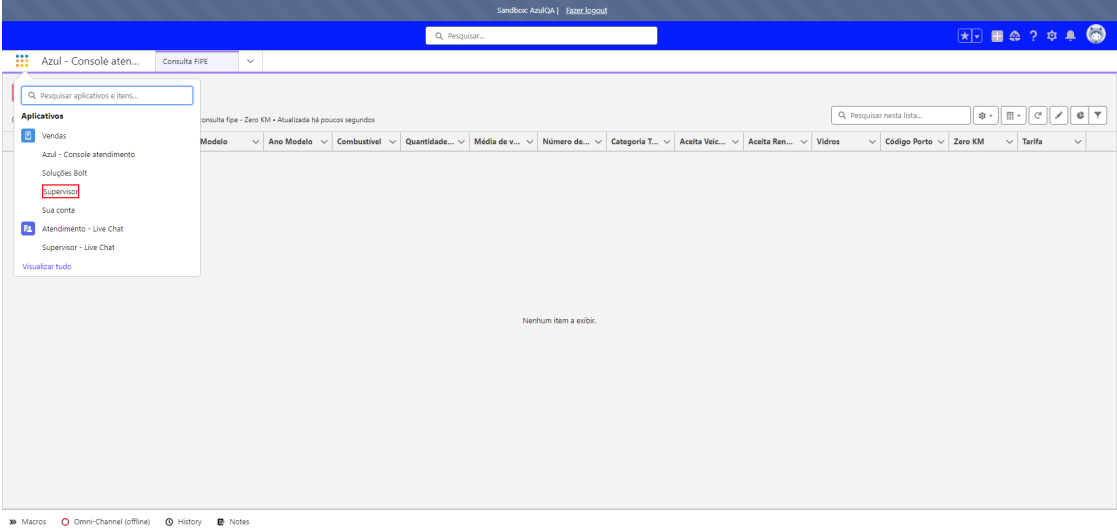 Sandbox: AzulQA | Fazer logout
Pesquisar...
Azul - Console aten...
Consulta FIPE
Pesquisar aplicativos e itens...
Aplicativos
Vendas
Azul - Console atendimento
Soluções Bolt
Supervisor
Sua conta
Atendimento - Live Chat
Supervisor - Live Chat
Visualizar tudo
consulta fipe - Zero KM • Atualizada há poucos segundos
Pesquisar nesta lista...
Modelo Ano Modelo Combustível Quantidade... Média de v... Número de... Categoria T... Aceita Veic... Aceita Ren... Vidros Código Porto Zero KM Tarifa
Nenhum item a exibir.
Macros Omni-Channel (offline) History Notes